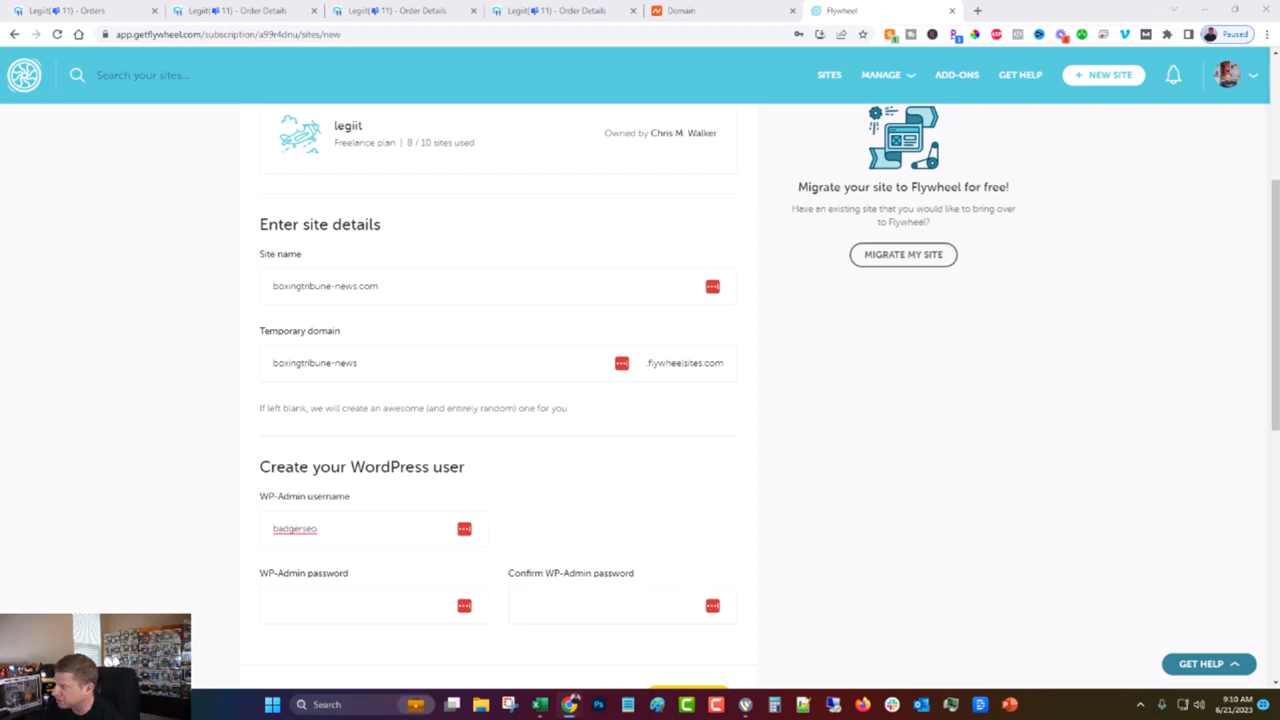 Legiit(📢 11) - Orders
Legiit(📢 11) - Order Details
Legiit(📢 11) - Order Details
Legiit(📢 11) - Order Details
Domain
Flywheel
app.getflywheel.com/subscription/a99r4dnu/sites/new
Paused
Search your sites...
SITES
MANAGE
ADD-ONS
GET HELP
+ NEW SITE
legiit
Freelance plan | 8 / 10 sites used
Owned by Chris M. Walker
Migrate your site to Flywheel for free!
Have an existing site that you would like to bring over
to Flywheel?
MIGRATE MY SITE
Enter site details
Site name
boxingtribune-news.com
Temporary domain
boxingtribune-news
.flywheelsites.com
If left blank, we will create an awesome (and entirely random) one for you.
Create your WordPress user
WP-Admin username
badgerseo
WP-Admin password
Confirm WP-Admin password
GET HELP
Search
9:10 AM
6/21/2023